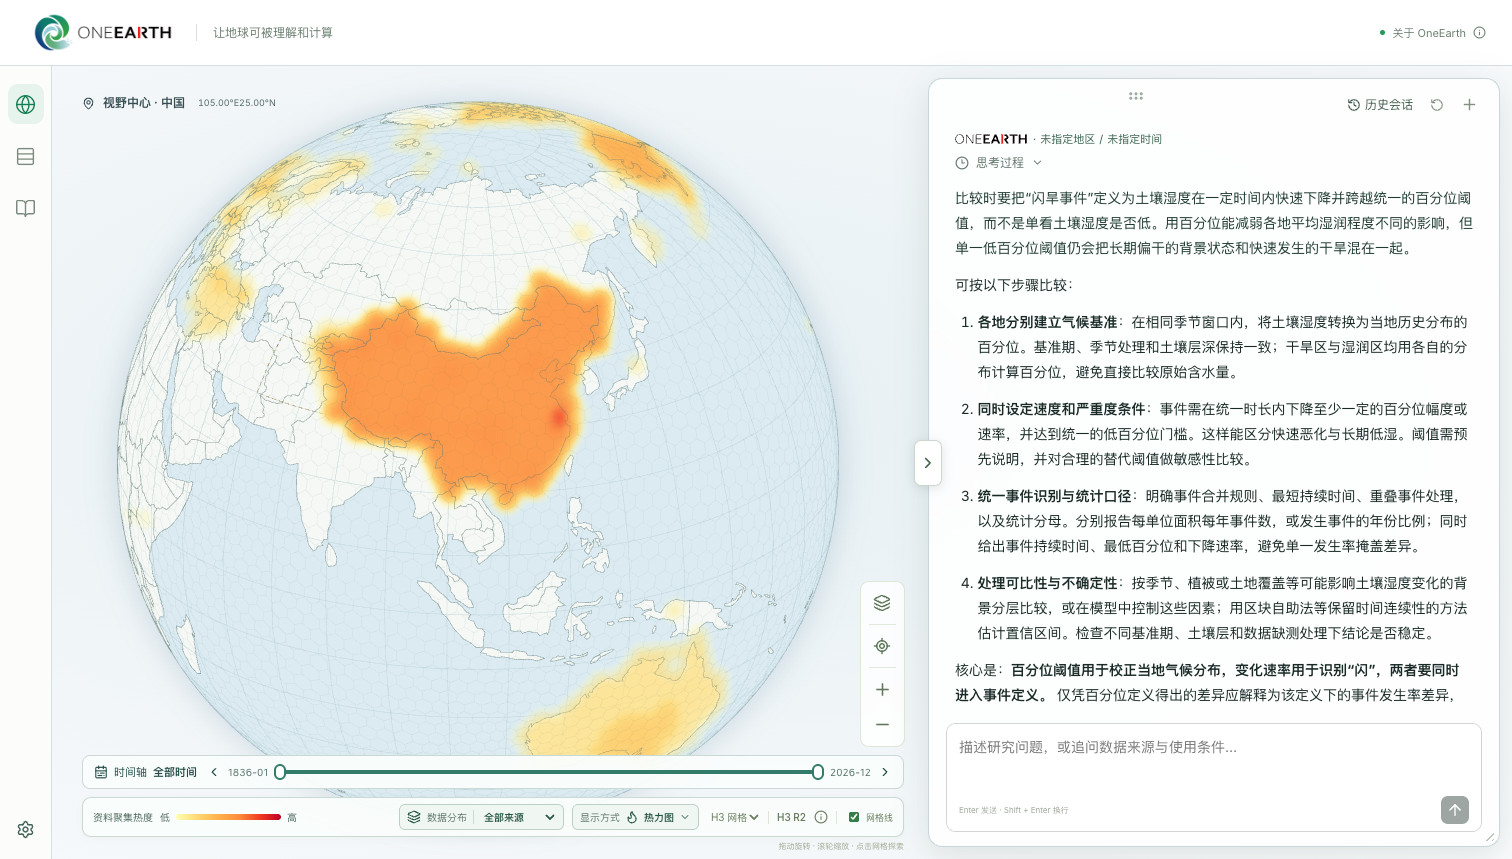 ONEEARTH
让地球可被理解和计算
关于 OneEarth
视野中心 · 中国 105.00°E25.00°N
历史会话
ONEEARTH · 未指定地区 / 未指定时间
思考过程
比较时要把“闪旱事件”定义为土壤湿度在一定时间内快速下降并跨越统一的百分位阈
值，而不是单看土壤湿度是否低。用百分位能减弱各地平均湿润程度不同的影响，但
单一低百分位阈值仍会把长期偏干的背景状态和快速发生的干旱混在一起。
可按以下步骤比较：
1. 各地分别建立气候基准：在相同季节窗口内，将土壤湿度转换为当地历史分布的
百分位。基准期、季节处理和土壤层深保持一致；干旱区与湿润区均用各自的分
布计算百分位，避免直接比较原始含水量。
2. 同时设定速度和严重度条件：事件需在统一时长内下降至少一定的百分位幅度或
速率，并达到统一的低百分位门槛。这样能区分快速恶化与长期低湿。阈值需预
先说明，并对合理的替代阈值做敏感性比较。
3. 统一事件识别与统计口径：明确事件合并规则、最短持续时间、重叠事件处理，
以及统计分母。分别报告每单位面积每年事件数，或发生事件的年份比例；同时
给出事件持续时间、最低百分位和下降速率，避免单一发生率掩盖差异。
4. 处理可比性与不确定性：按季节、植被或土地覆盖等可能影响土壤湿度变化的背
景分层比较，或在模型中控制这些因素；用区块自助法等保留时间连续性的方法
估计置信区间。检查不同基准期、土壤层和数据缺测处理下结论是否稳定。
核心是：百分位阈值用于校正当地气候分布，变化速率用于识别“闪”，两者要同时
进入事件定义。 仅凭百分位定义得出的差异应解释为该定义下的事件发生率差异，
描述研究问题，或追问数据来源与使用条件...
Enter 发送 · Shift + Enter 换行
时间轴 全部时间 1836-01 2026-12
资料聚集热度 低 高 数据分布 全部来源 显示方式 热力图 H3 网格 H3 R2 网格线
拖动旋转 · 滚轮缩放 · 点击网格探索